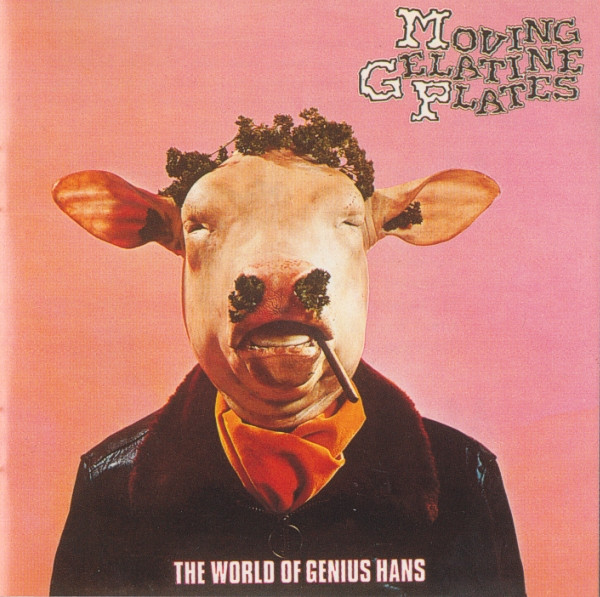 MOVING
GELATINE
PLATES
THE WORLD OF GENIUS HANS